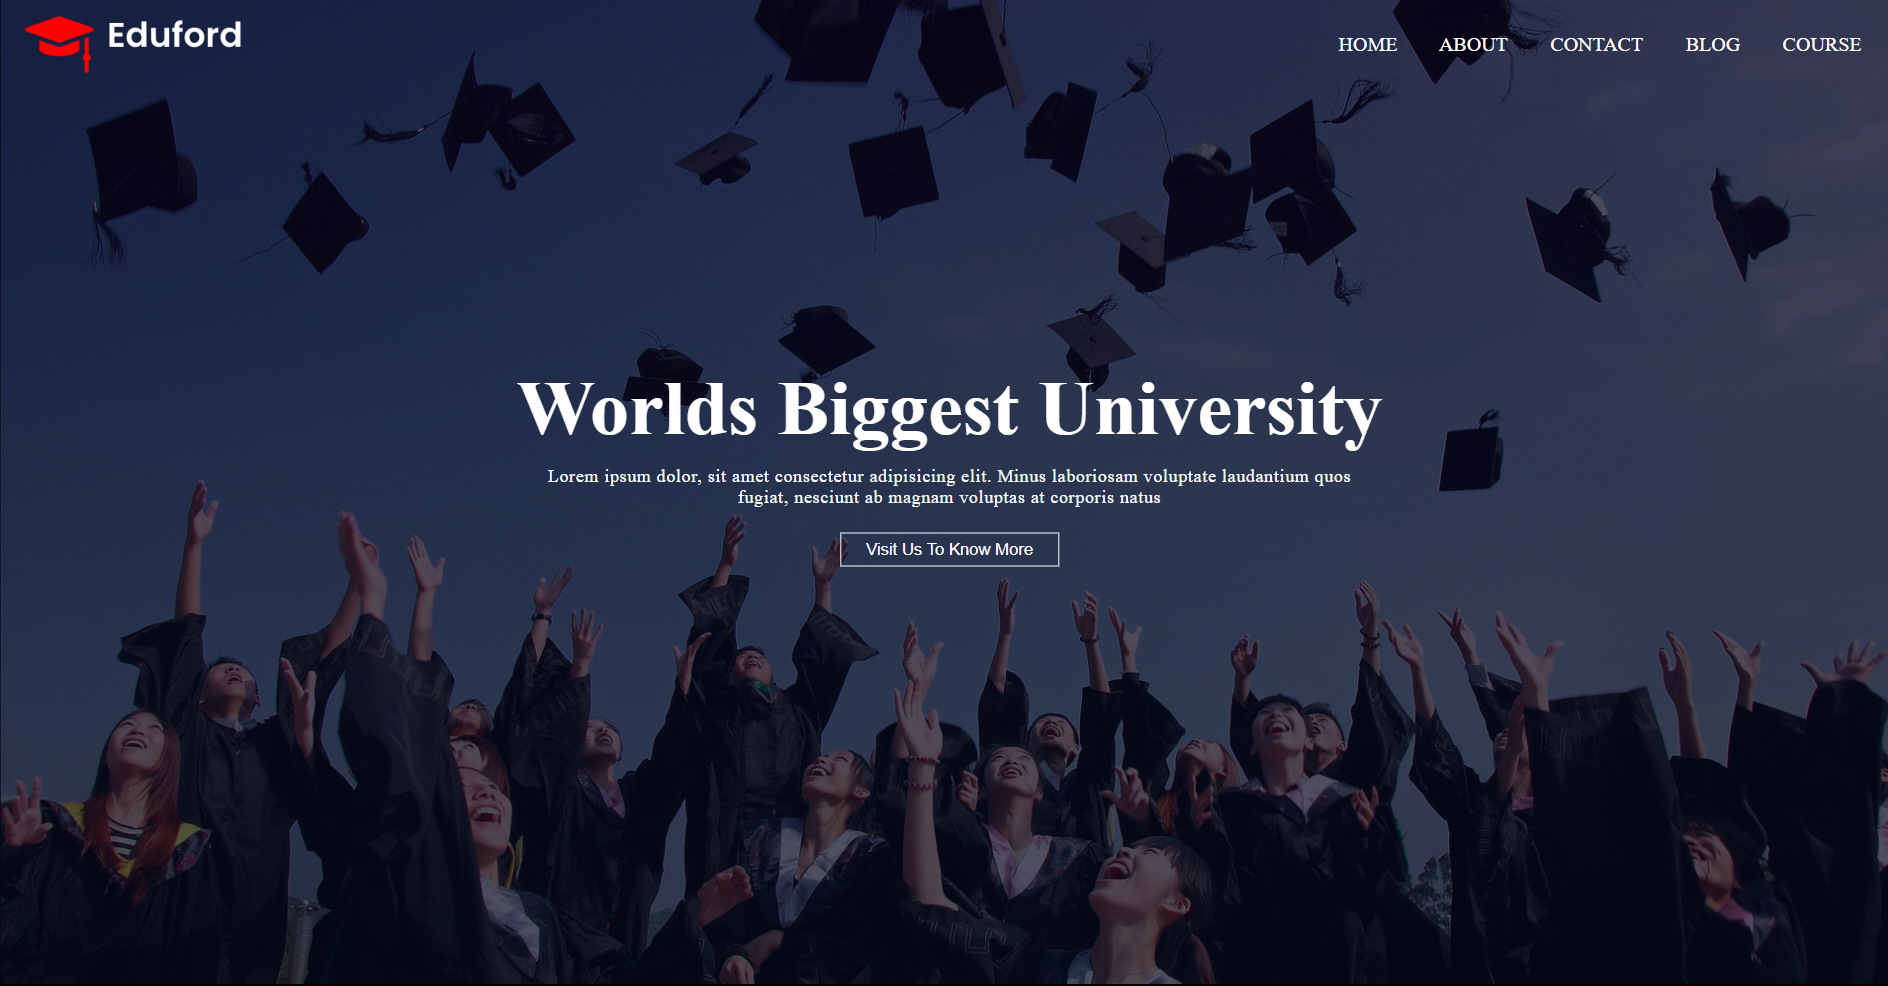 Eduford
HOME ABOUT CONTACT BLOG COURSE
Worlds Biggest University
Lorem ipsum dolor, sit amet consectetur adipisicing elit. Minus laboriosam voluptate laudantium quos
fugiat, nesciunt ab magnam voluptas at corporis natus
Visit Us To Know More